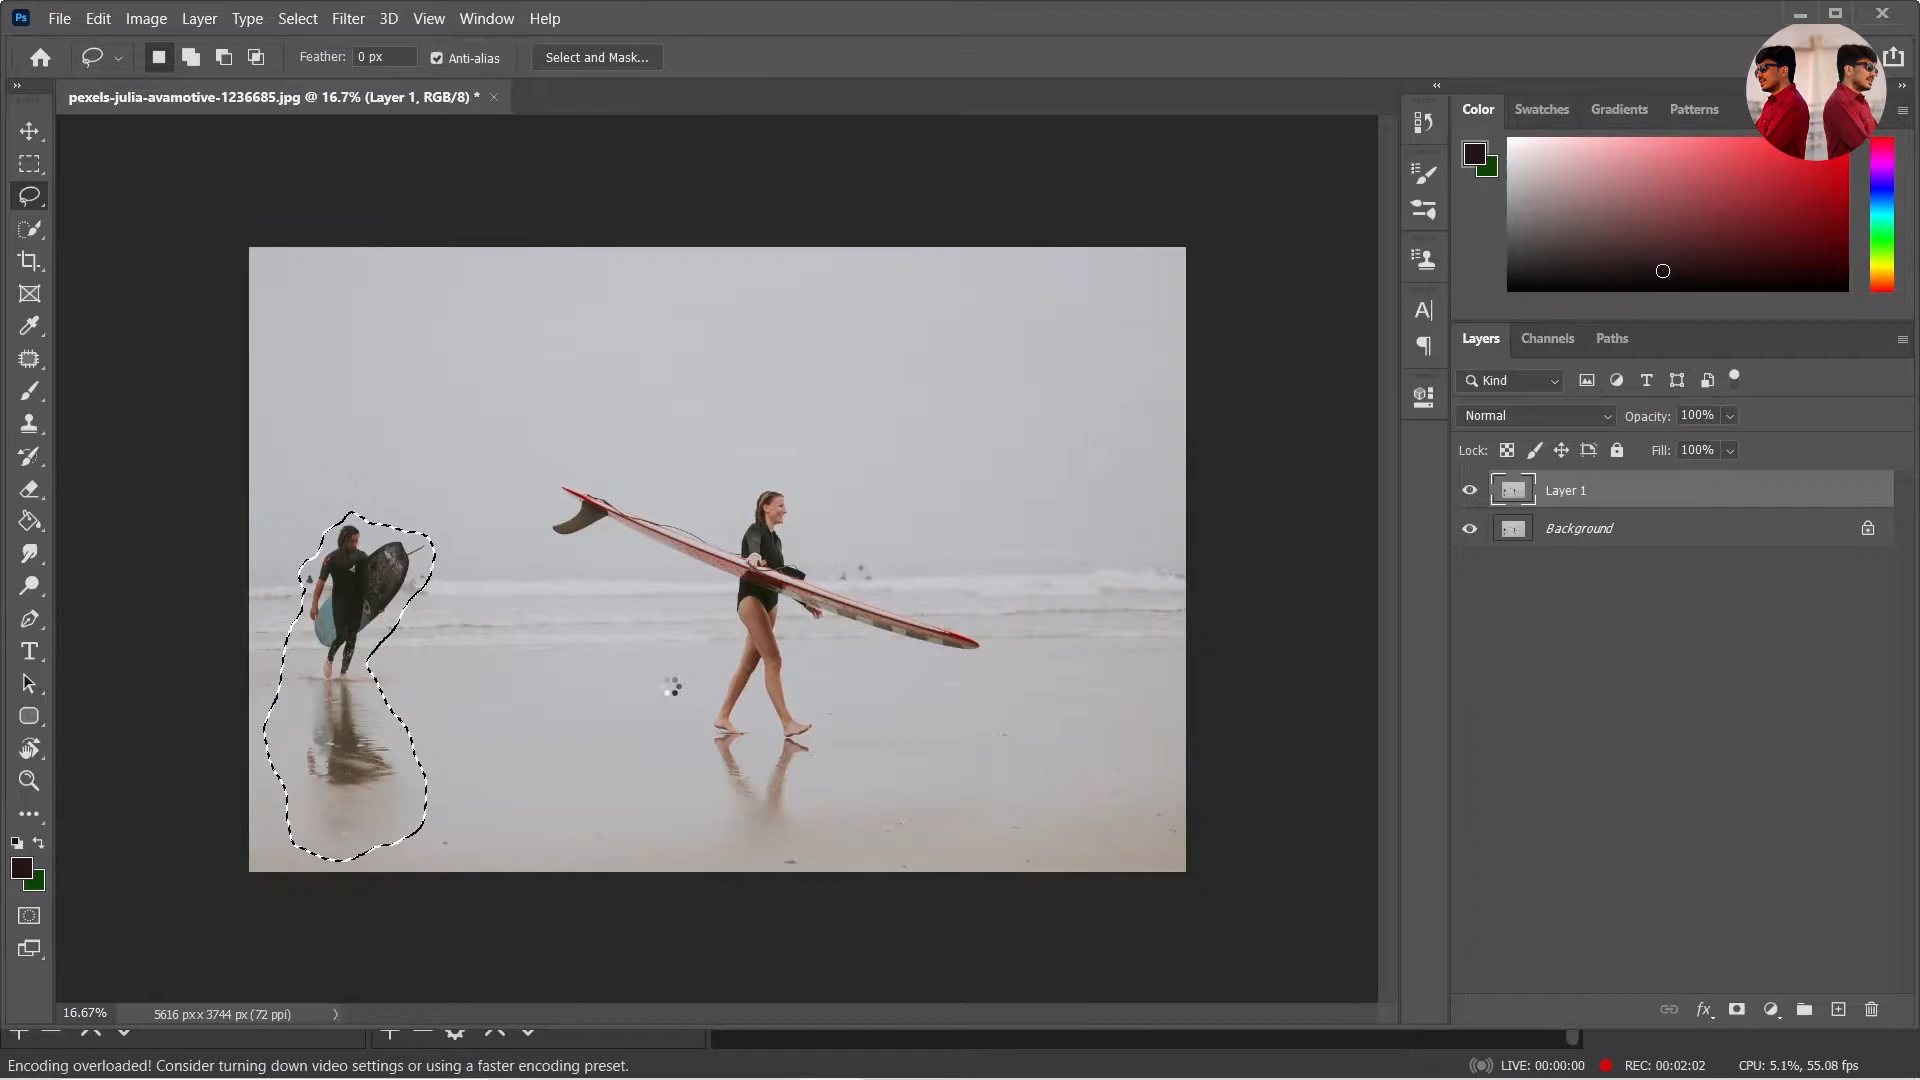 Ps File Edit Image Layer Type Select Filter 3D View Window Help
Feather: 0 px Anti-alias Select and Mask...
pexels-julia-avamotive-1236685.jpg @ 16.7% (Layer 1, RGB/8) *
Color Swatches Gradients Patterns
Layers Channels Paths
Kind
Normal Opacity: 100%
Lock: Fill: 100%
Layer 1
Background
16.67% 5616 px x 3744 px (72 ppi)
Encoding overloaded! Consider turning down video settings or using a faster encoding preset. LIVE: 00:00:00 REC: 00:02:02 CPU: 5.1%, 55.08 fps